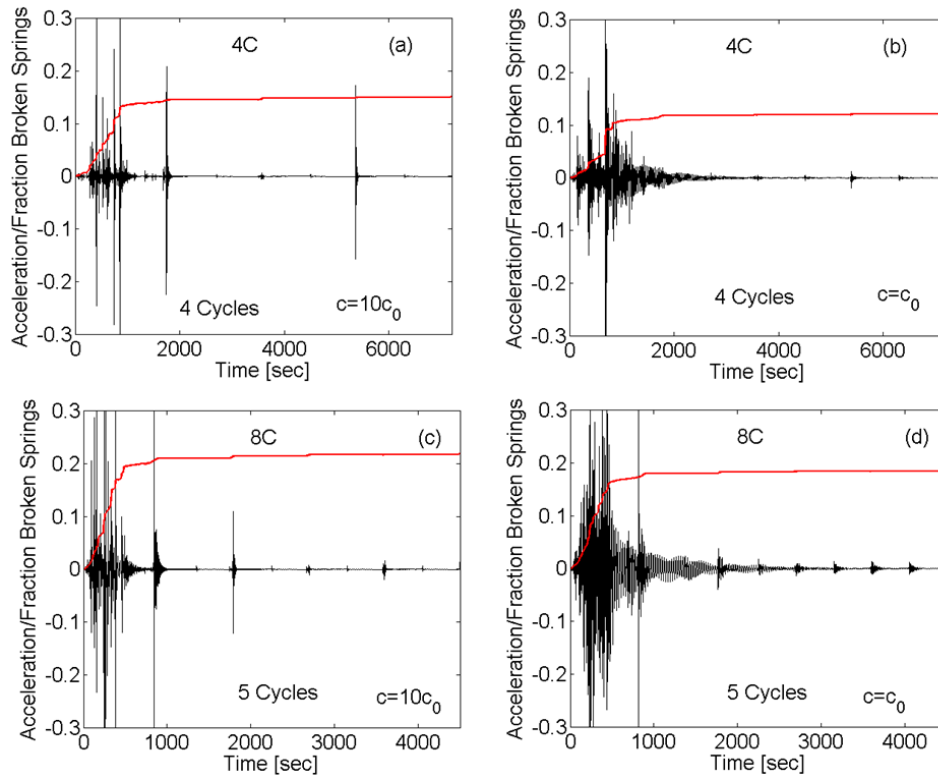 0.3
4C
(a)
0.2
0.1
0
-0.1
-0.2
4 Cycles
c=10c0
-0.3
0
2000
4000
6000
Time [sec]
Acceleration/Fraction Broken Springs
0.3
4C
(b)
0.2
0.1
0
-0.1
-0.2
4 Cycles
c=c0
-0.3
0
2000
4000
6000
Time [sec]
Acceleration/Fraction Broken Springs
0.3
8C
(c)
0.2
0.1
0
-0.1
-0.2
5 Cycles
c=10c0
-0.3
0
1000
2000
3000
4000
Time [sec]
Acceleration/Fraction Broken Springs
0.3
8C
(d)
0.2
0.1
0
-0.1
-0.2
5 Cycles
c=c0
-0.3
0
1000
2000
3000
4000
Time [sec]
Acceleration/Fraction Broken Springs